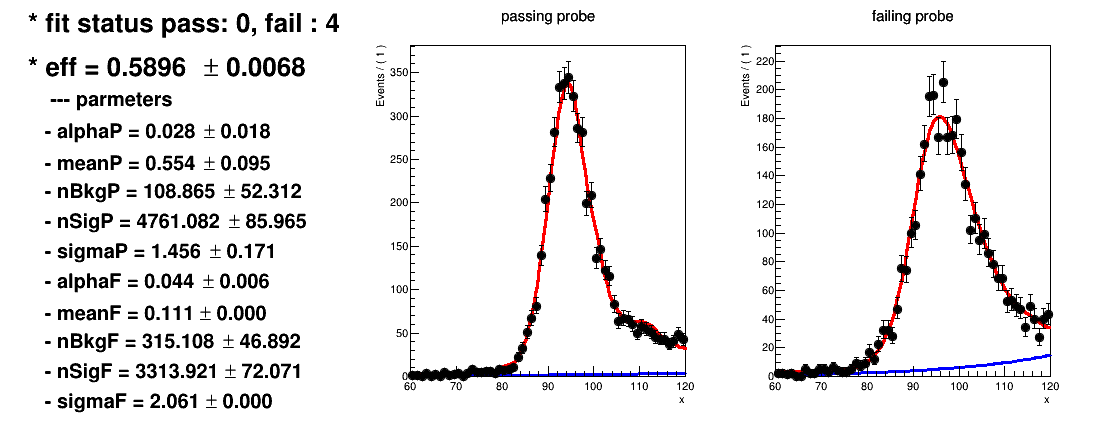 * fit status pass: 0, fail : 4
* eff = 0.5896 ± 0.0068
--- parmeters
- alphaP = 0.028 ± 0.018
- meanP = 0.554 ± 0.095
- nBkgP = 108.865 ± 52.312
- nSigP = 4761.082 ± 85.965
- sigmaP = 1.456 ± 0.171
- alphaF = 0.044 ± 0.006
- meanF = 0.111 ± 0.000
- nBkgF = 315.108 ± 46.892
- nSigF = 3313.921 ± 72.071
- sigmaF = 2.061 ± 0.000
passing probe
Events / ( 1 )
350
300
250
200
150
100
50
0
60 70 80 90 100 110 120
x
failing probe
Events / ( 1 )
220
200
180
160
140
120
100
80
60
40
20
0
60 70 80 90 100 110 120
x